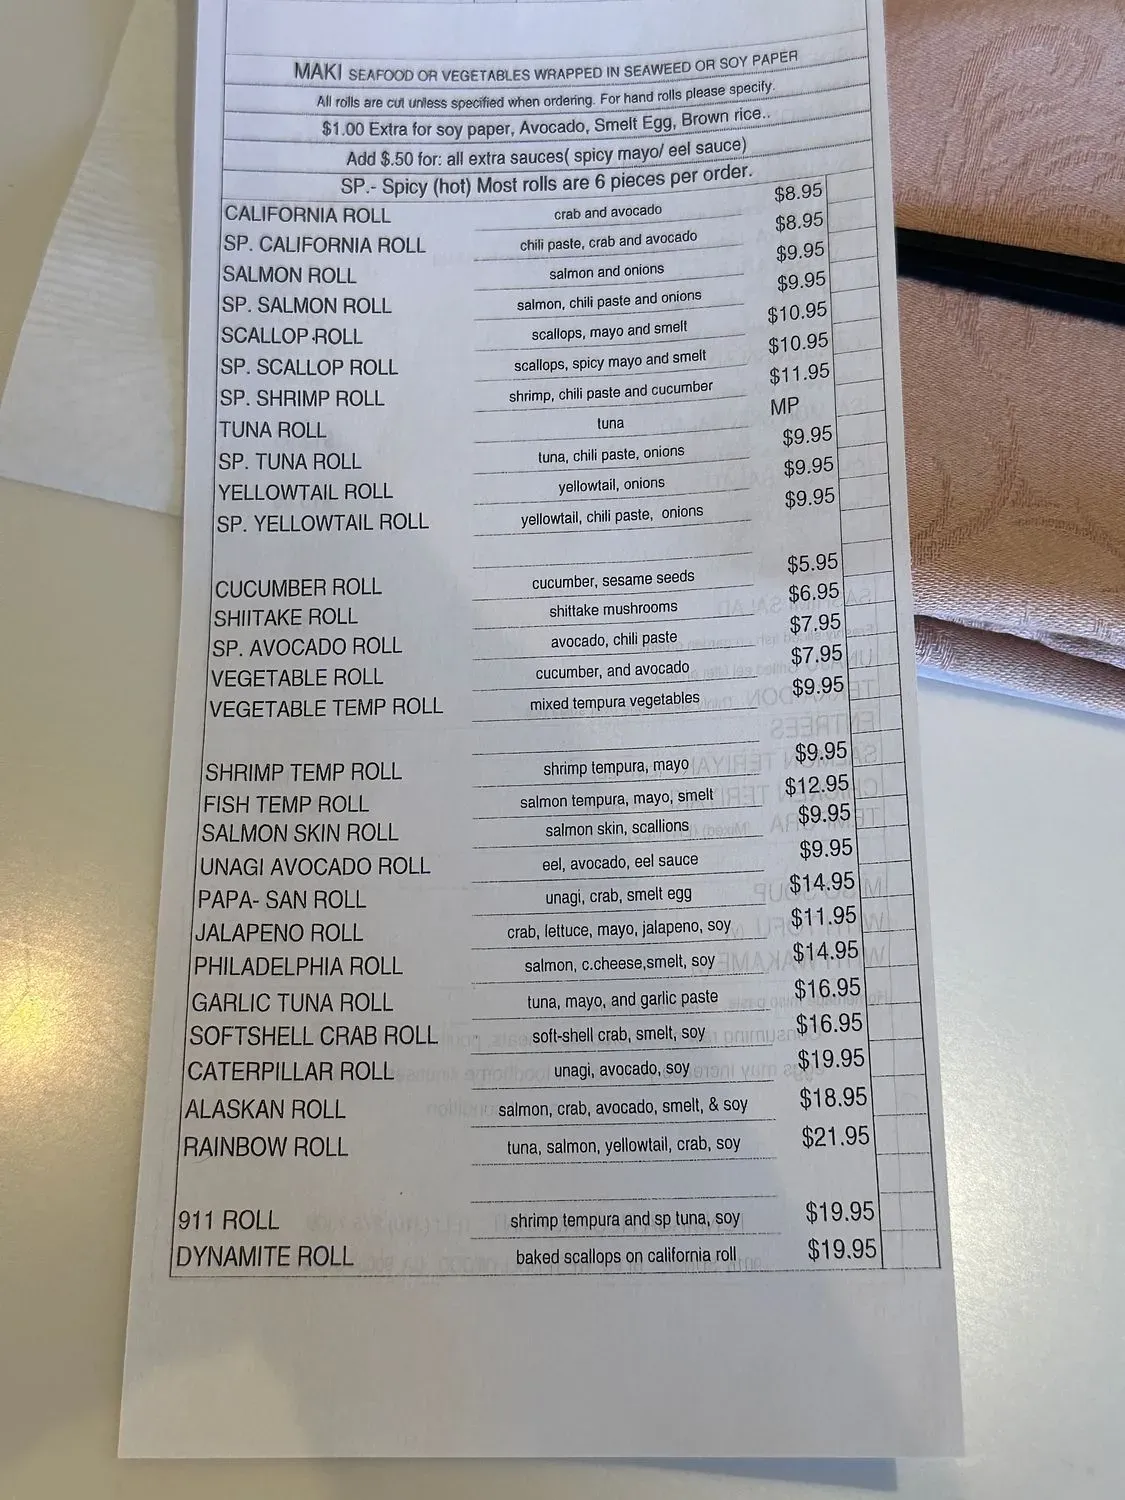 MAKI SEAFOOD OR VEGETABLES WRAPPED IN SEAWEED OR SOY PAPER
All rolls are cut unless specified when ordering. For hand rolls please specify.
$1.00 Extra for soy paper, Avocado, Smelt Egg, Brown rice..
Add $.50 for: all extra sauces( spicy mayo/ eel sauce)
SP.- Spicy (hot) Most rolls are 6 pieces per order.
CALIFORNIA ROLL crab and avocado $8.95
SP. CALIFORNIA ROLL chili paste, crab and avocado $8.95
SALMON ROLL salmon and onions $9.95
SP. SALMON ROLL salmon, chili paste and onions $9.95
SCALLOP ROLL scallops, mayo and smelt $10.95
SP. SCALLOP ROLL scallops, spicy mayo and smelt $10.95
SP. SHRIMP ROLL shrimp, chili paste and cucumber $11.95
TUNA ROLL tuna MP
SP. TUNA ROLL tuna, chili paste, onions $9.95
YELLOWTAIL ROLL yellowtail, onions $9.95
SP. YELLOWTAIL ROLL yellowtail, chili paste, onions $9.95
CUCUMBER ROLL cucumber, sesame seeds $5.95
SHIITAKE ROLL shittake mushrooms $6.95
SP. AVOCADO ROLL avocado, chili paste $7.95
VEGETABLE ROLL cucumber, and avocado $7.95
VEGETABLE TEMP ROLL mixed tempura vegetables $9.95
SHRIMP TEMP ROLL shrimp tempura, mayo $9.95
FISH TEMP ROLL salmon tempura, mayo, smelt $12.95
SALMON SKIN ROLL salmon skin, scallions $9.95
UNAGI AVOCADO ROLL eel, avocado, eel sauce $9.95
PAPA- SAN ROLL unagi, crab, smelt egg $14.95
JALAPENO ROLL crab, lettuce, mayo, jalapeno, soy $11.95
PHILADELPHIA ROLL salmon, c.cheese,smelt, soy $14.95
GARLIC TUNA ROLL tuna, mayo, and garlic paste $16.95
SOFTSHELL CRAB ROLL soft-shell crab, smelt, soy $16.95
CATERPILLAR ROLL unagi, avocado, soy $19.95
ALASKAN ROLL salmon, crab, avocado, smelt, & soy $18.95
RAINBOW ROLL tuna, salmon, yellowtail, crab, soy $21.95
911 ROLL shrimp tempura and sp tuna, soy $19.95
DYNAMITE ROLL baked scallops on california roll $19.95